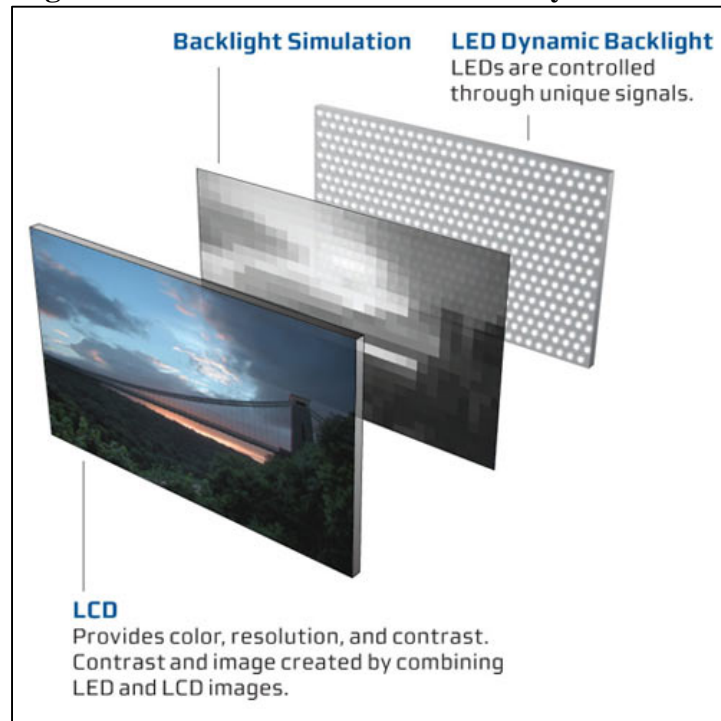 Backlight Simulation
LED Dynamic Backlight
LEDs are controlled
through unique signals.
LCD
Provides color, resolution, and contrast.
Contrast and image created by combining
LED and LCD images.